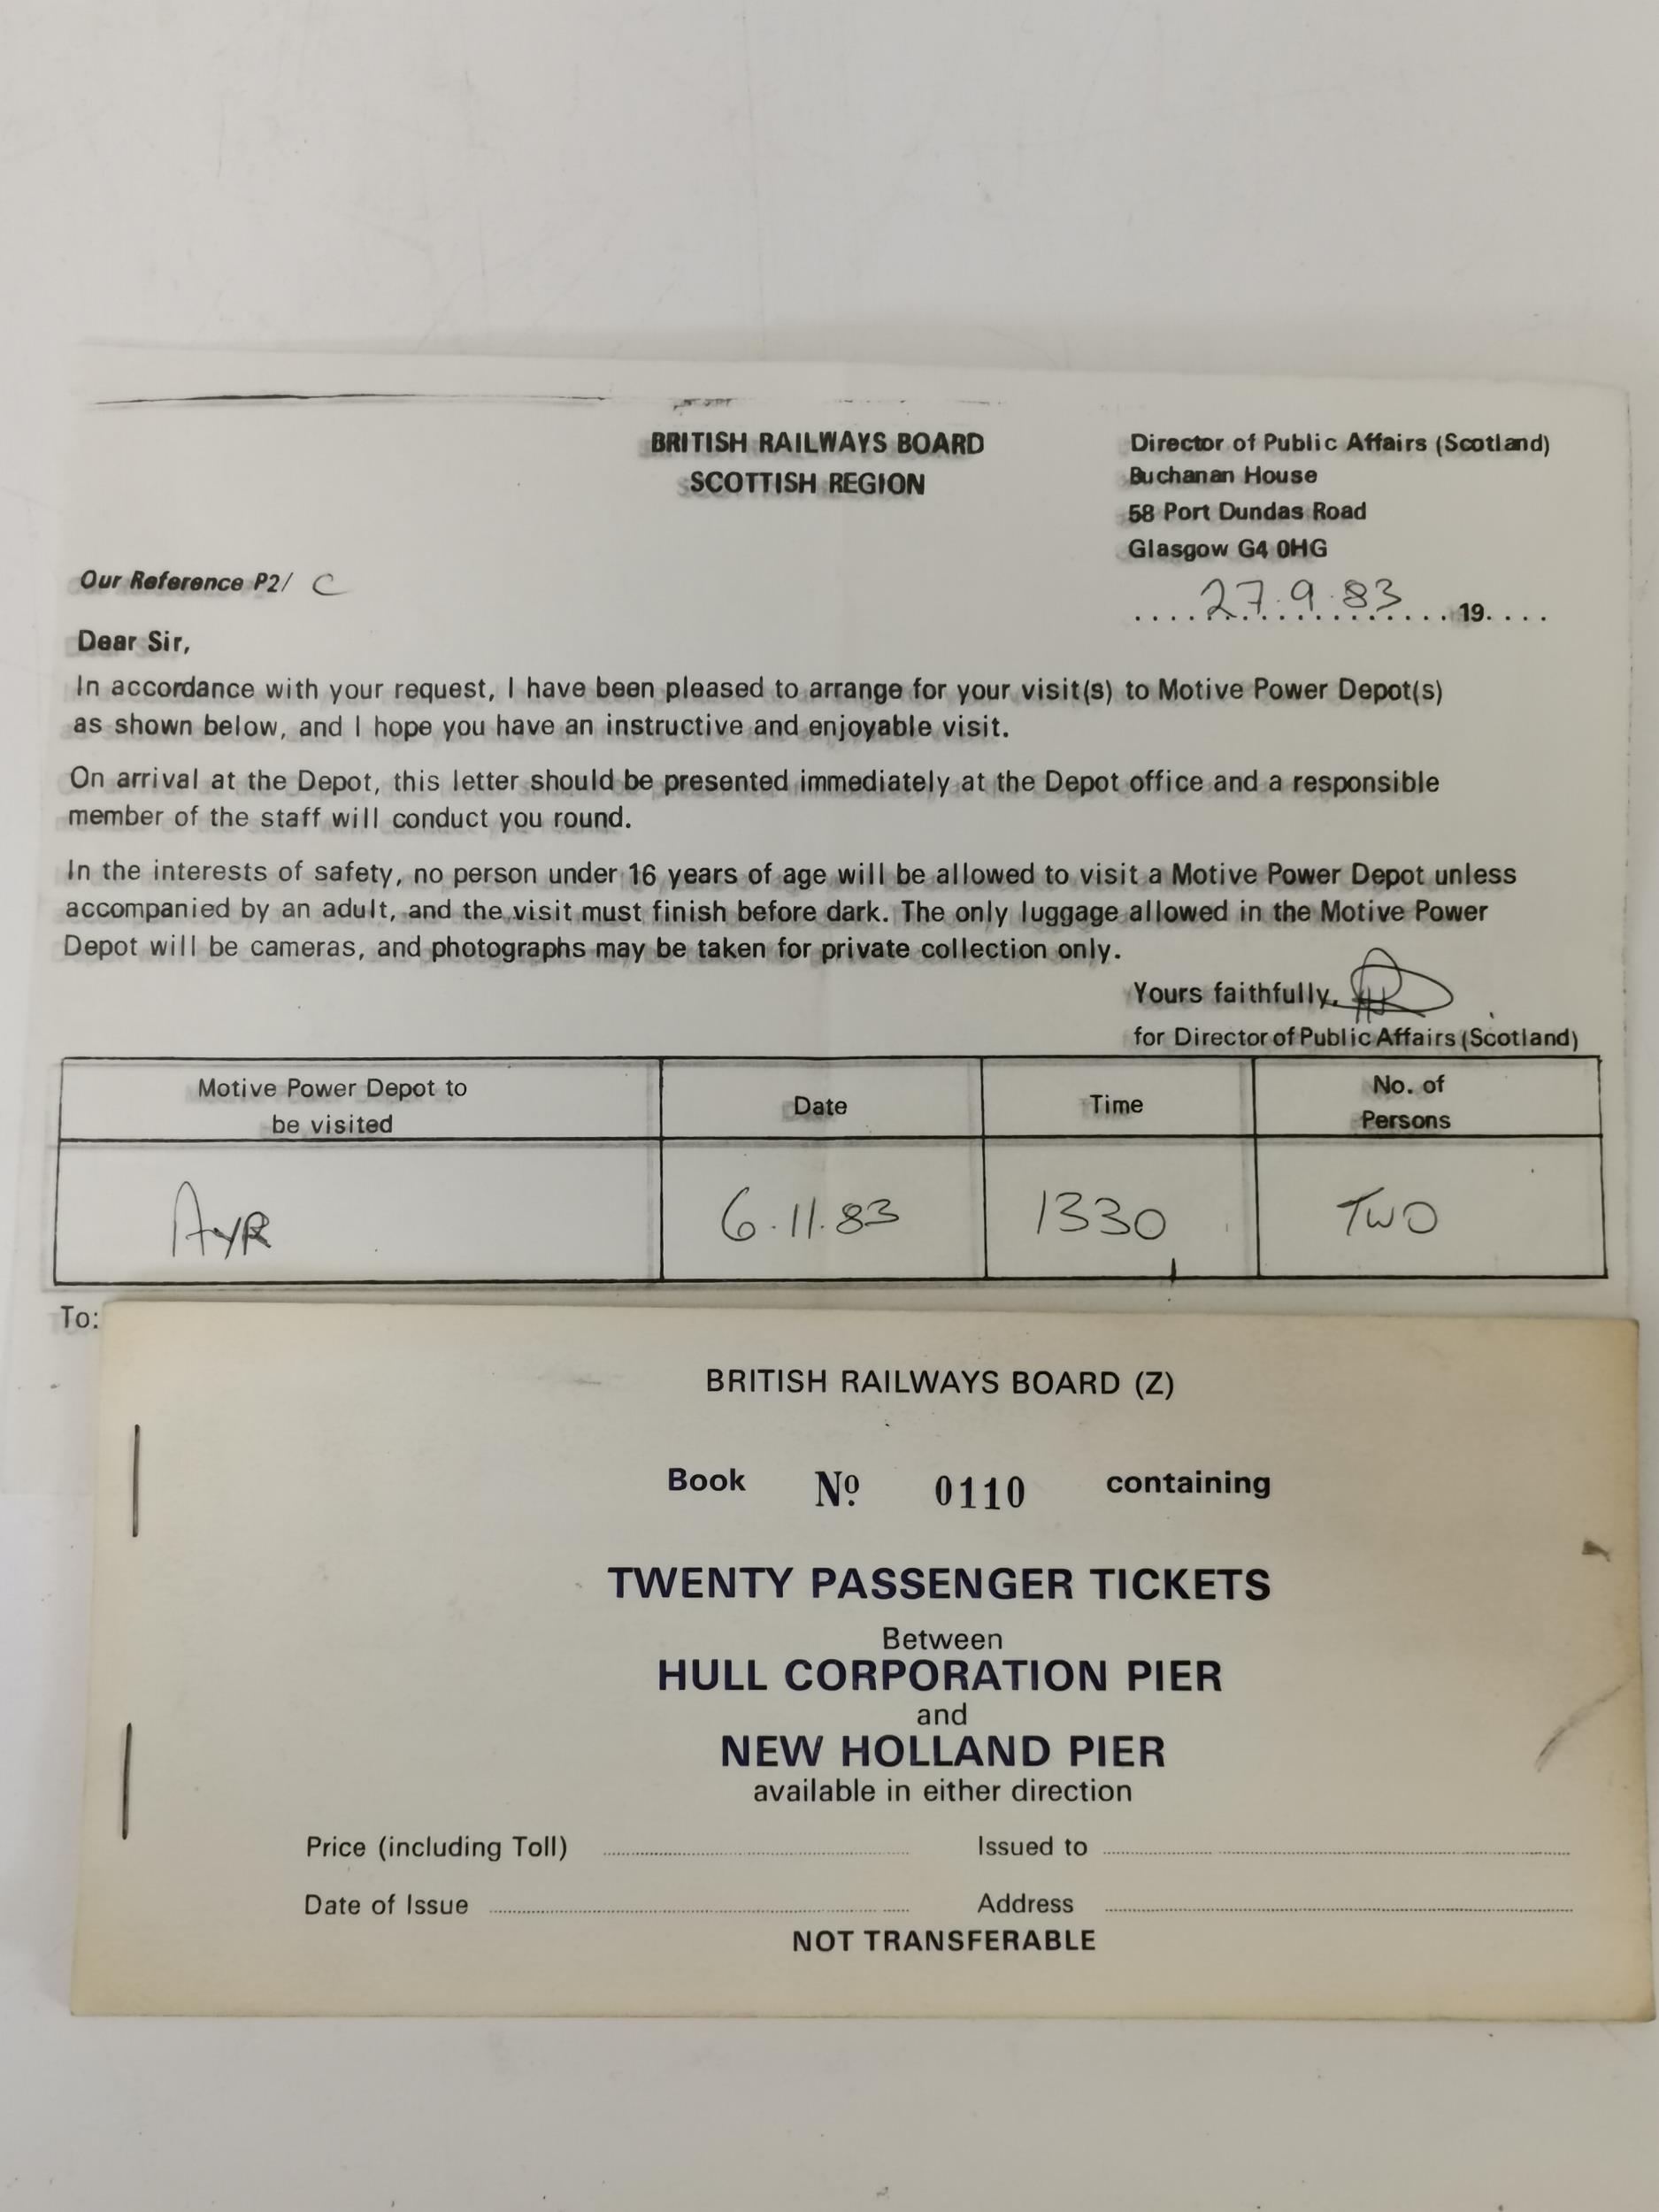 BRITISH RAILWAYS BOARD
SCOTTISH REGION
Director of Public Affairs (Scotland)
Buchanan House
58 Port Dundas Road
Glasgow G4 0HG
Our Reference P2/ C
....27.9.83....19....
Dear Sir,
In accordance with your request, I have been pleased to arrange for your visit(s) to Motive Power Depot(s)
as shown below, and I hope you have an instructive and enjoyable visit.
On arrival at the Depot, this letter should be presented immediately at the Depot office and a responsible
member of the staff will conduct you round.
In the interests of safety, no person under 16 years of age will be allowed to visit a Motive Power Depot unless
accompanied by an adult, and the visit must finish before dark. The only luggage allowed in the Motive Power
Depot will be cameras, and photographs may be taken for private collection only.
Yours faithfully,
for Director of Public Affairs (Scotland)
Motive Power Depot to
be visited
Date
Time
No. of
Persons
AYR
6.11.83
1330
TWO
To:
BRITISH RAILWAYS BOARD (Z)
Book Nº 0110 containing
TWENTY PASSENGER TICKETS
Between
HULL CORPORATION PIER
and
NEW HOLLAND PIER
available in either direction
Price (including Toll) ........ Issued to ........
Date of Issue ........ Address ........
NOT TRANSFERABLE